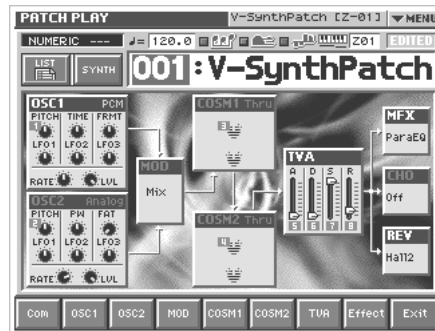 PATCH PLAY V-SynthPatch [Z-01] ▼MENU
NUMERIC --- ♩= 120.0 Z01 EDITED
LIST SYNTH 001:V-SynthPatch
OSC1 PCM
PITCH TIME FRMT
1
LFO1 LFO2 LFO3
RATE LVL
OSC2 Analog
PITCH PW FAT
2
LFO1 LFO2 LFO3
RATE LVL
MOD
Mix
COSM1 Thru
3
COSM2 Thru
4
TVA
A D S R
5 6 7 8
MFX
ParaEQ
CHO
Off
REV
Hall2
Com OSC1 OSC2 MOD COSM1 COSM2 TVA Effect Exit